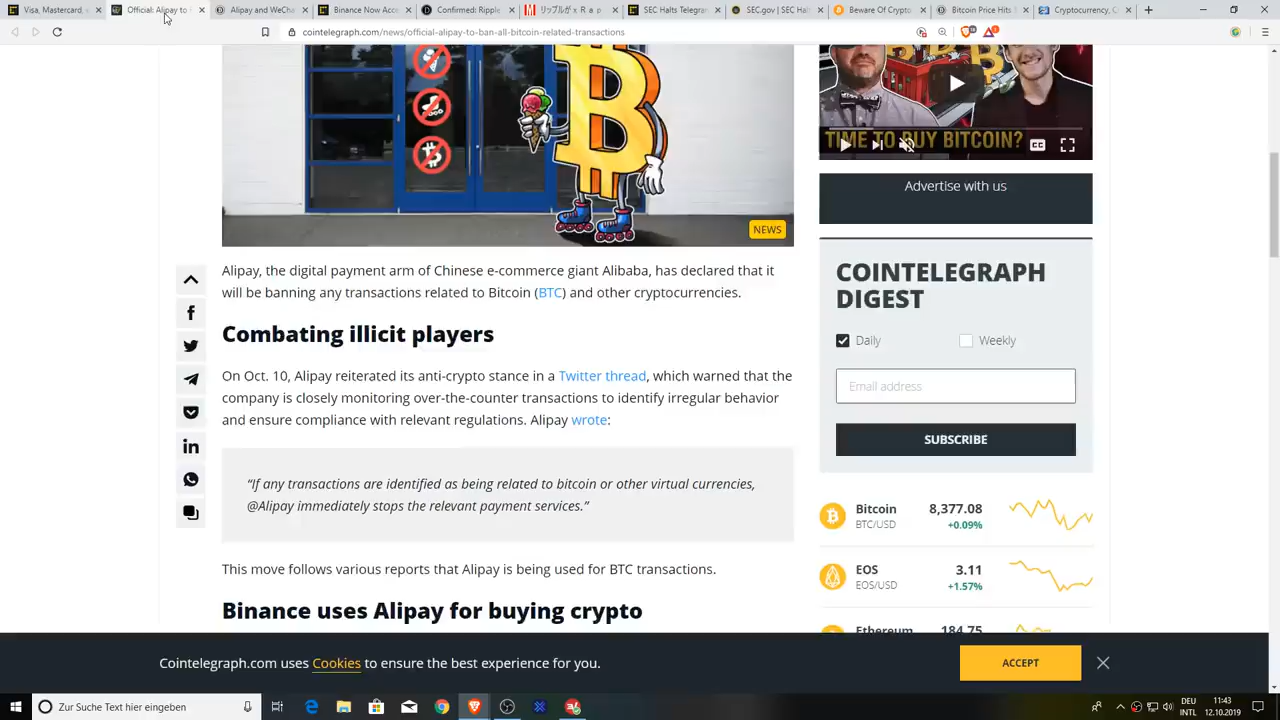 Visa, Mastercard,
Official: Alipay to
Alipay and WeCha
Binance Now Acce
Confirmed: Ripple
SEC Halts Telegram
SEC.gov | SEC Halt
Beware Of Crypto
Bitcoin Price Hits
Cryptocurrency, C
cointelegraph.com/news/official-alipay-to-ban-all-bitcoin-related-transactions
TIME TO BUY BITCOIN?
CC
NEWS
Advertise with us
Alipay, the digital payment arm of Chinese e-commerce giant Alibaba, has declared that it
will be banning any transactions related to Bitcoin (BTC) and other cryptocurrencies.
Combating illicit players
On Oct. 10, Alipay reiterated its anti-crypto stance in a Twitter thread, which warned that the
company is closely monitoring over-the-counter transactions to identify irregular behavior
and ensure compliance with relevant regulations. Alipay wrote:
“If any transactions are identified as being related to bitcoin or other virtual currencies,
@Alipay immediately stops the relevant payment services.”
This move follows various reports that Alipay is being used for BTC transactions.
Binance uses Alipay for buying crypto
COINTELEGRAPH
DIGEST
Daily
Weekly
Email address
SUBSCRIBE
Bitcoin
8,377.08
BTC/USD
+0.09%
EOS
3.11
EOS/USD
+1.57%
Ethereum
184.75
Cointelegraph.com uses Cookies to ensure the best experience for you.
ACCEPT
Zur Suche Text hier eingeben
DEU
INTL
11:43
12.10.2019